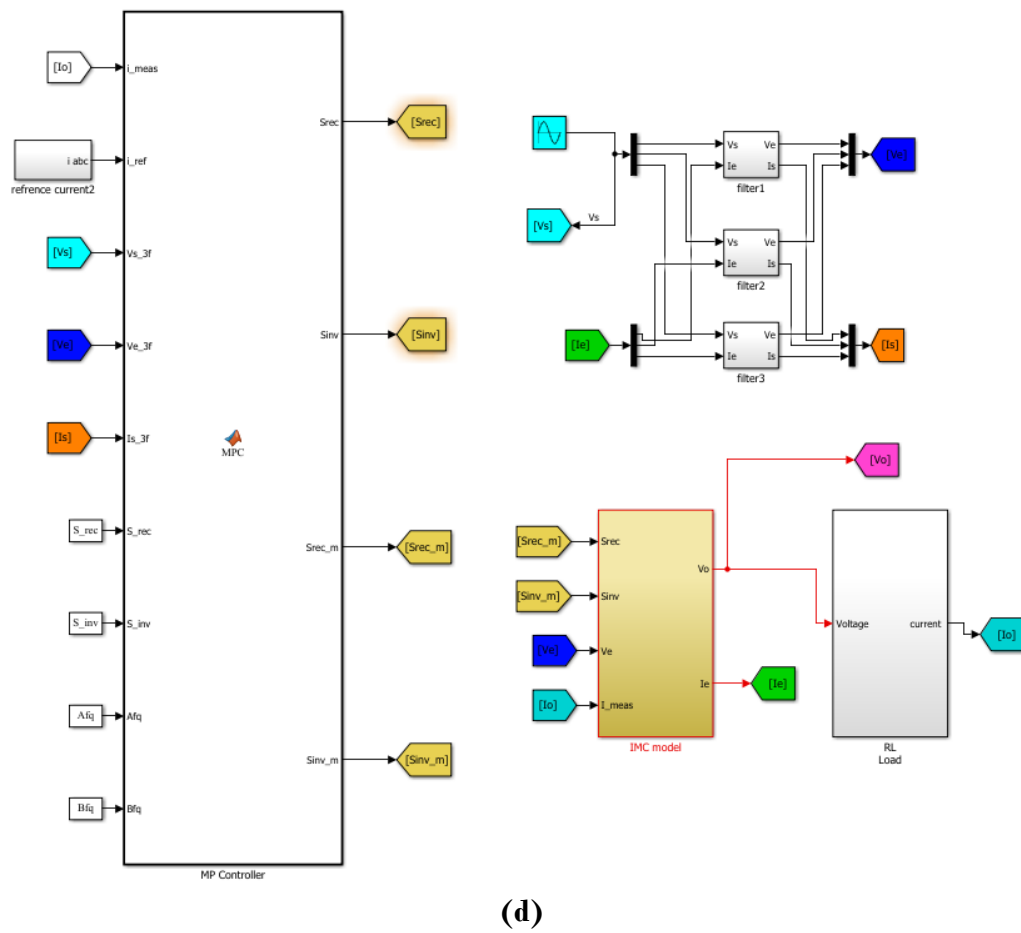 [Io]
i_meas
Srec
[Srec]
i abc
i_ref
refrence current2
[Vs]
Vs_3f
[Ve]
Ve_3f
Sinv
[Sinv]
[Is]
Is_3f
MPC
S_rec
S_rec
Srec_m
[Srec_m]
S_inv
S_inv
Afq
Afq
Sinv_m
[Sinv_m]
Bfq
Bfq
MP Controller
Vs
Ve
Ie
Is
filter1
[Ve]
Vs
[Vs]
Vs
Ve
Ie
Is
filter2
[Ie]
Vs
Ve
Ie
Is
filter3
[Is]
[Vo]
[Srec_m]
Srec
Vo
[Sinv_m]
Sinv
[Ve]
Ve
[Io]
I_meas
Ie
[Ie]
IMC model
Voltage
current
[Io]
RL
Load
(d)